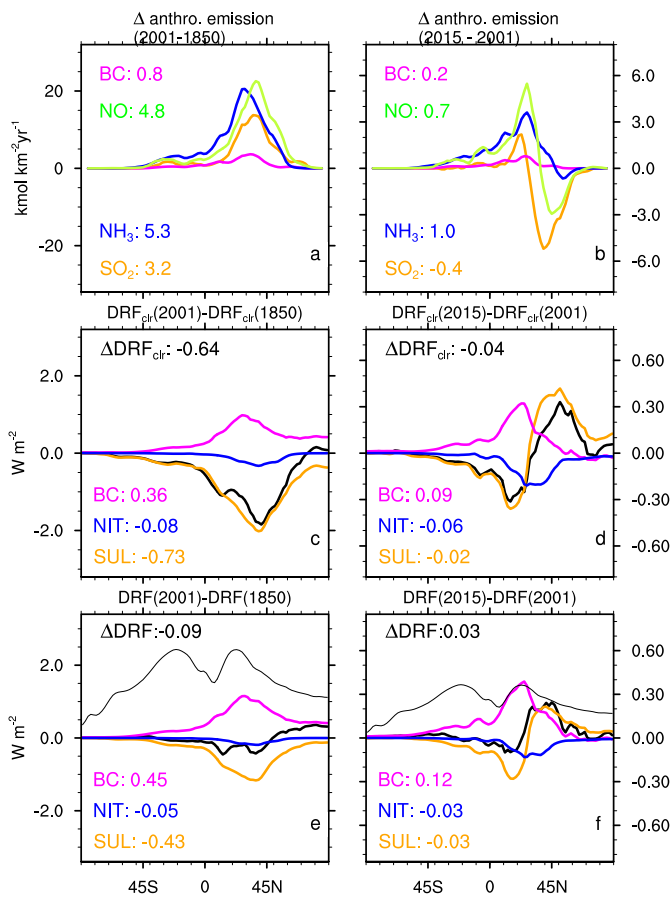 Δ anthro. emission
(2001-1850)
Δ anthro. emission
(2015 - 2001)
kmol km⁻²yr⁻¹
20
0
-20
BC: 0.8
NO: 4.8
NH₃: 5.3
SO₂: 3.2
a
BC: 0.2
NO: 0.7
NH₃: 1.0
SO₂: -0.4
b
6.0
3.0
0.0
-3.0
-6.0
DRF_clr(2001)-DRF_clr(1850)
DRF_clr(2015)-DRF_clr(2001)
W m⁻²
2.0
0.0
-2.0
ΔDRF_clr: -0.64
BC: 0.36
NIT: -0.08
SUL: -0.73
c
ΔDRF_clr: -0.04
BC: 0.09
NIT: -0.06
SUL: -0.02
d
0.60
0.30
0.00
-0.30
-0.60
DRF(2001)-DRF(1850)
DRF(2015)-DRF(2001)
W m⁻²
2.0
0.0
-2.0
ΔDRF:-0.09
BC: 0.45
NIT: -0.05
SUL: -0.43
e
ΔDRF:0.03
BC: 0.12
NIT: -0.03
SUL: -0.03
f
0.60
0.30
0.00
-0.30
-0.60
45S 0 45N
45S 0 45N